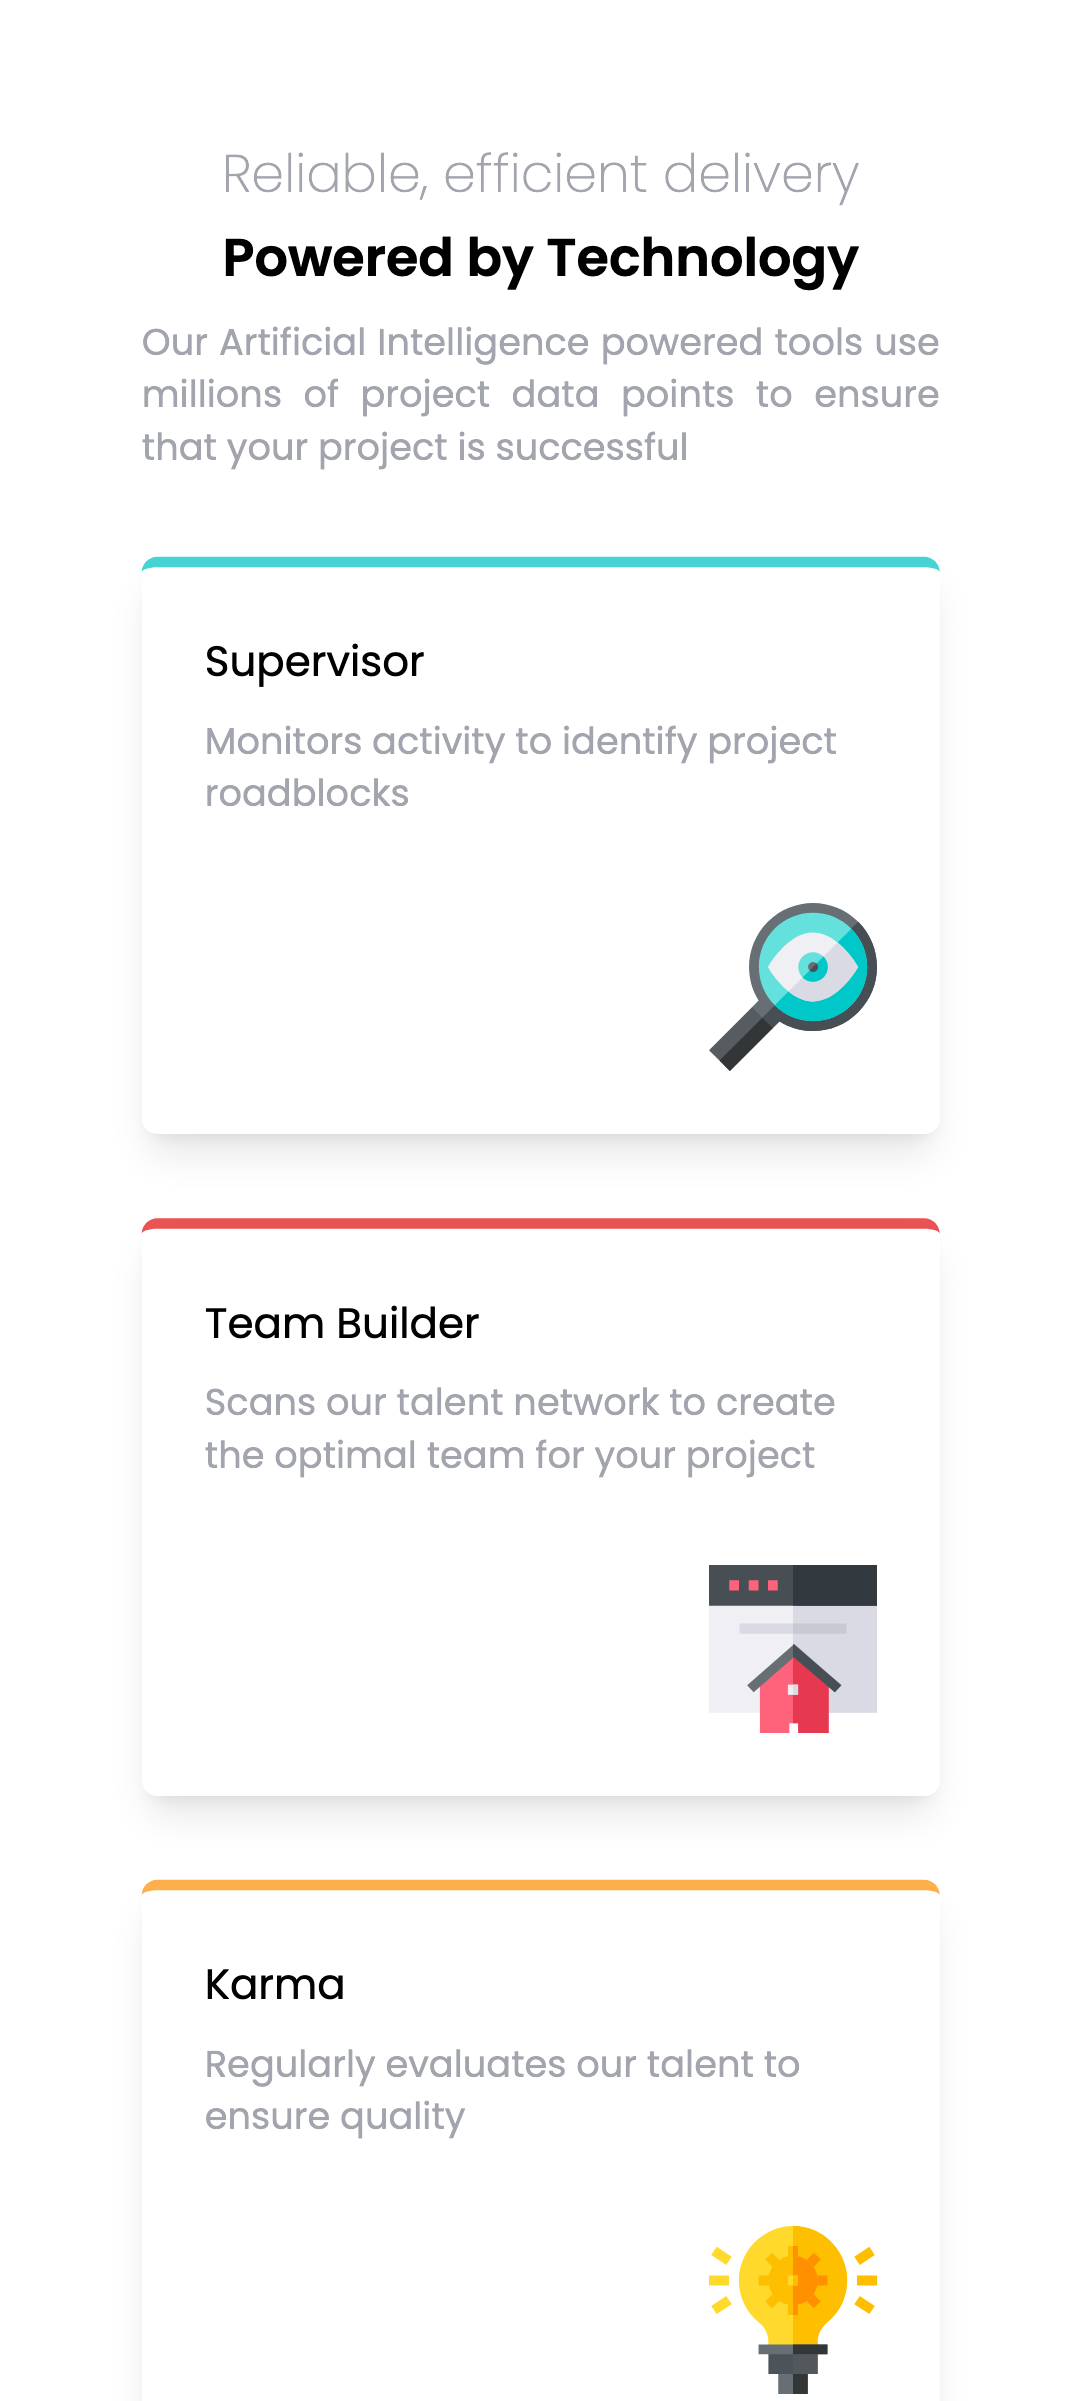 Reliable, efficient delivery
Powered by Technology
Our Artificial Intelligence powered tools use
millions of project data points to ensure
that your project is successful
Supervisor
Monitors activity to identify project
roadblocks
Team Builder
Scans our talent network to create
the optimal team for your project
Karma
Regularly evaluates our talent to
ensure quality